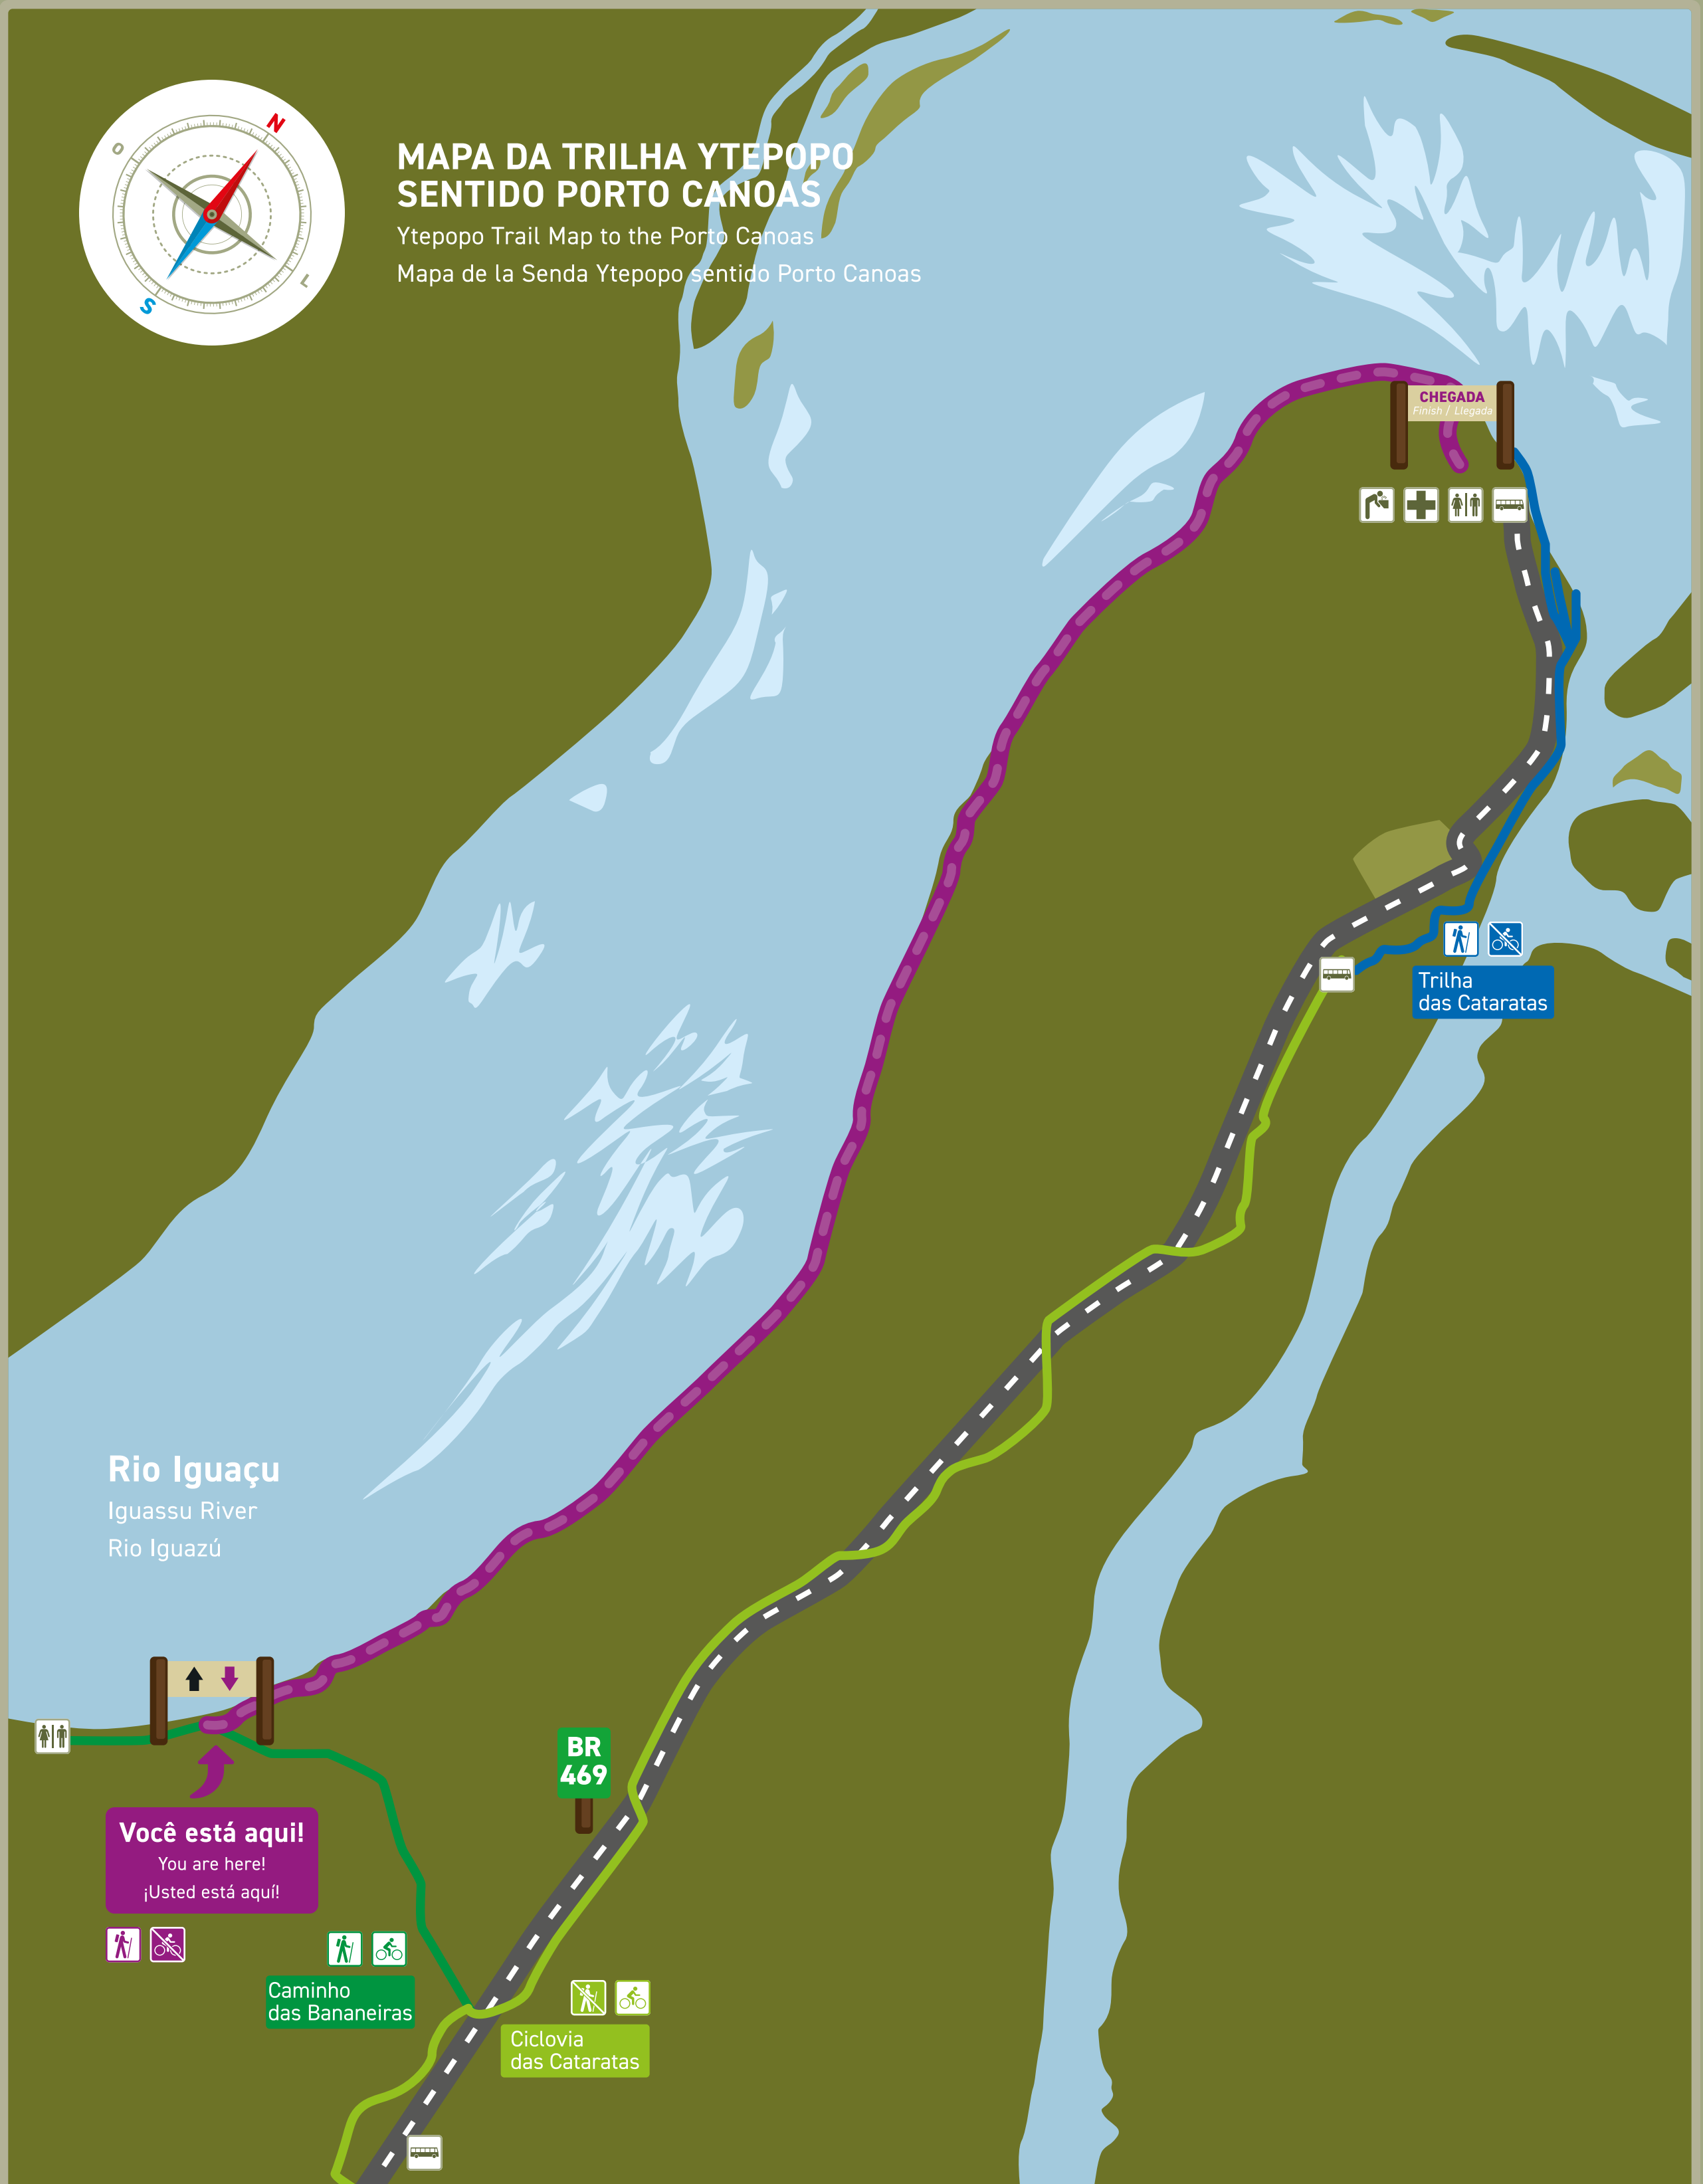 N
O
L
S
MAPA DA TRILHA YTEPOPO
SENTIDO PORTO CANOAS
Ytepopo Trail Map to the Porto Canoas
Mapa de la Senda Ytepopo sentido Porto Canoas
CHEGADA
Finish / Llegada
Trilha
das Cataratas
Rio Iguaçu
Iguassu River
Rio Iguazú
BR
469
Você está aqui!
You are here!
¡Usted está aquí!
Caminho
das Bananeiras
Ciclovia
das Cataratas